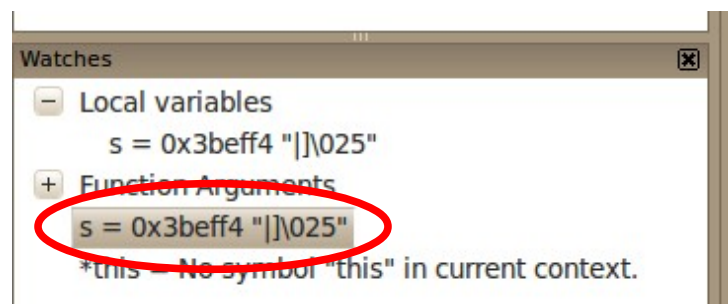 Watches
Local variables
s = 0x3beff4 "|]\025"
Function Arguments
s = 0x3beff4 "|]\025"
*this = No symbol "this" in current context.